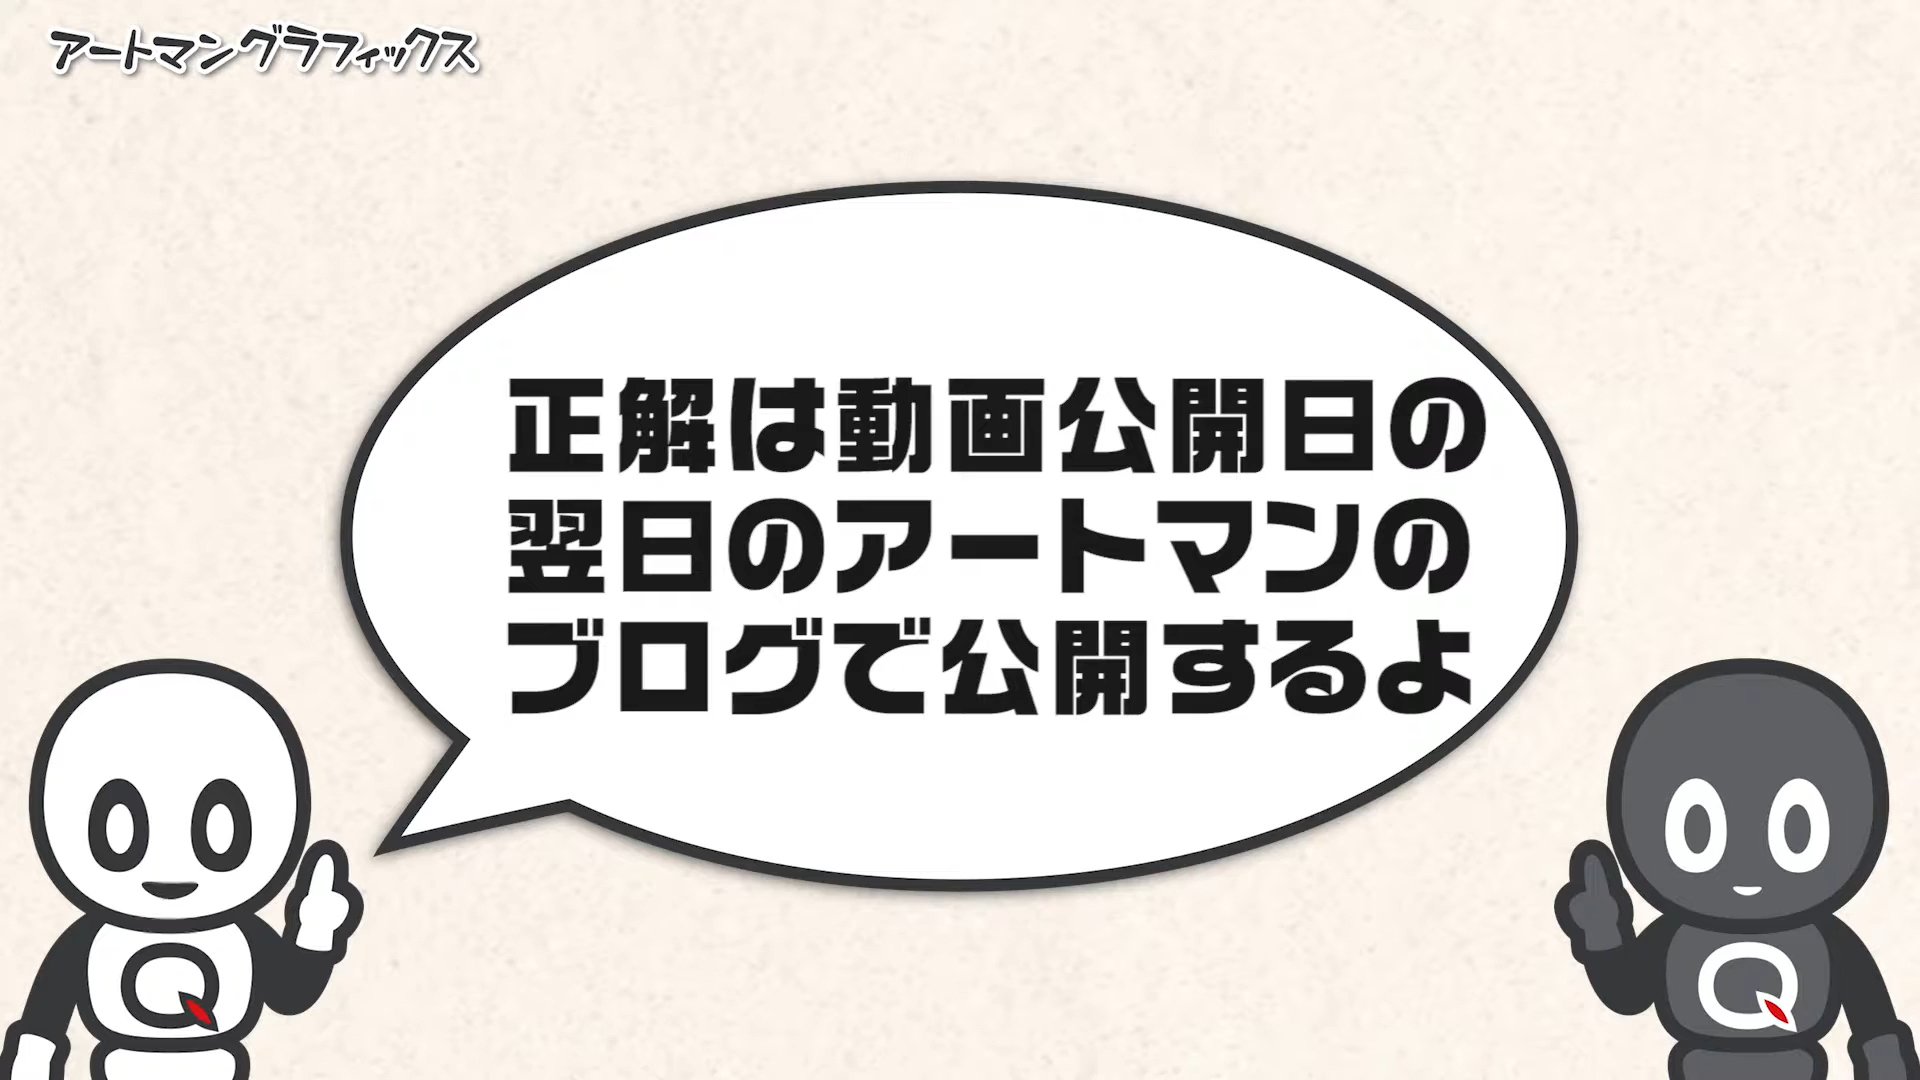 アートマングラフィックス
正解は動画公開日の
翌日のアートマンの
ブログで公開するよ
Q
Q